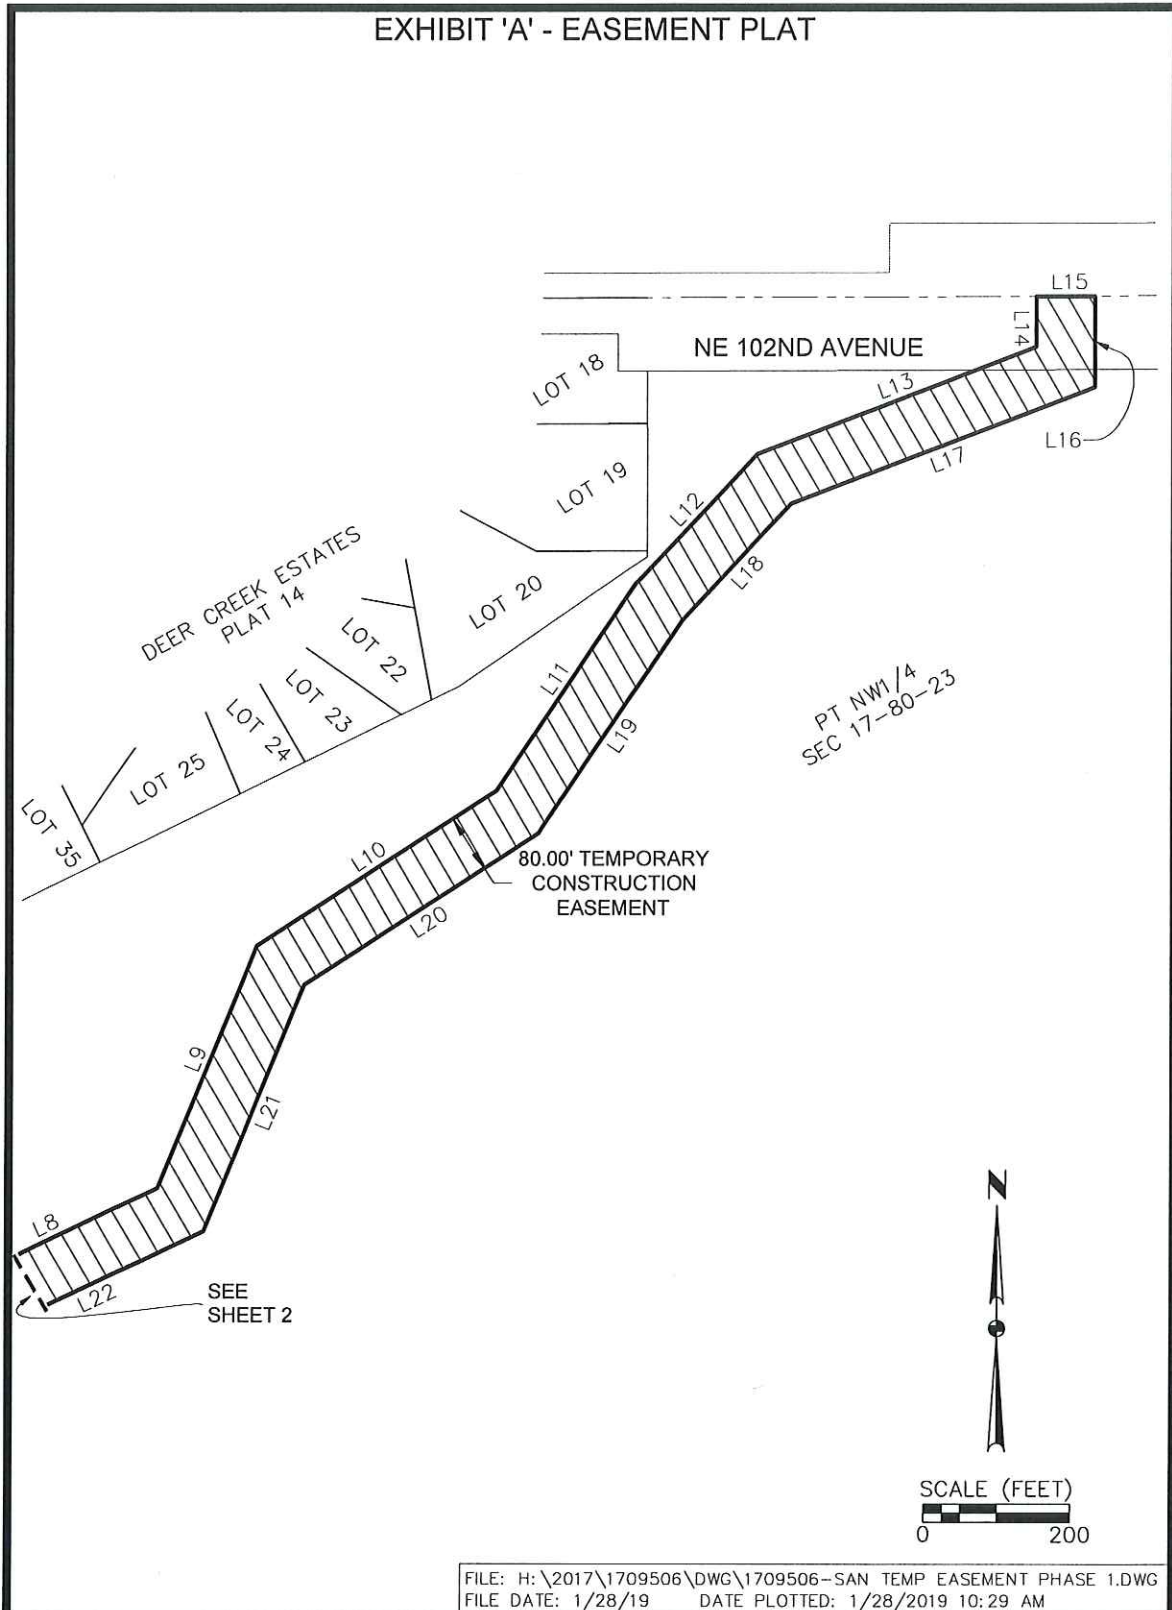 EXHIBIT 'A' - EASEMENT PLAT
L15
L14
NE 102ND AVENUE
LOT 18
L13
L16
L17
LOT 19
L12
L18
DEER CREEK ESTATES
PLAT 14
LOT 20
LOT 22
L11
LOT 23
LOT 24
L19
PT NW1/4
SEC 17-80-23
LOT 25
LOT 35
L10
80.00' TEMPORARY
CONSTRUCTION
EASEMENT
L20
L9
L21
N
L8
L22
SEE
SHEET 2
SCALE (FEET)
0 200
FILE: H:\2017\1709506\DWG\1709506-SAN TEMP EASEMENT PHASE 1.DWG
FILE DATE: 1/28/19 DATE PLOTTED: 1/28/2019 10:29 AM